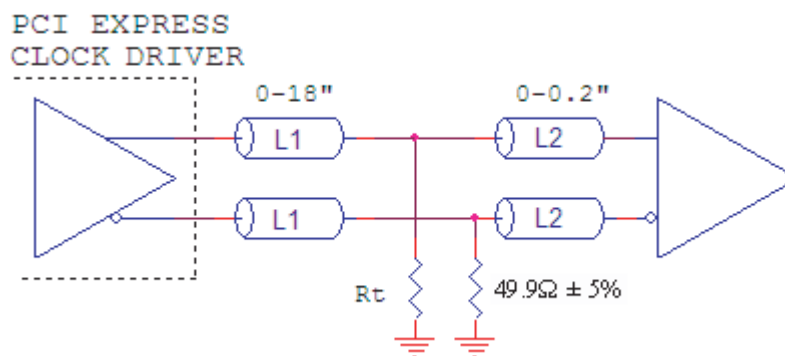 PCI EXPRESS
CLOCK DRIVER
0-18"
0-0.2"
L1
L2
L1
L2
Rt
49.9Ω ± 5%